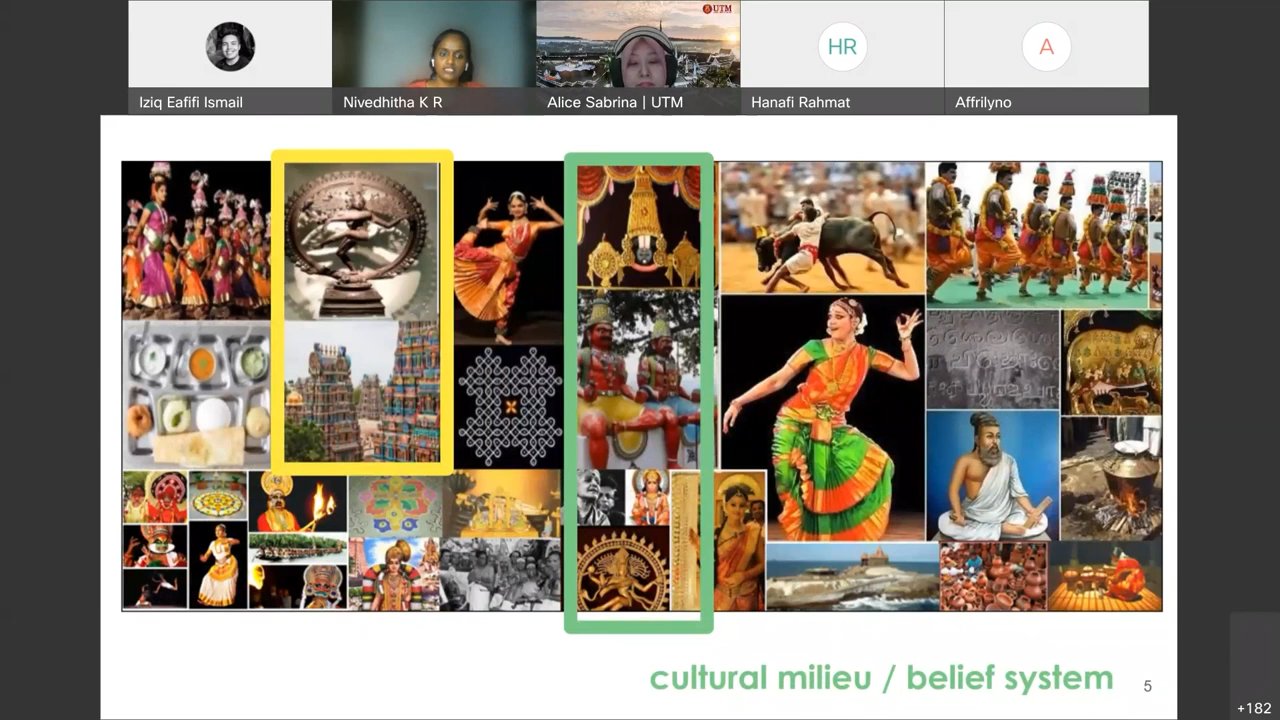 UTM
HR
A
Iziq Eafifi Ismail
Nivedhitha K R
Alice Sabrina | UTM
Hanafi Rahmat
Affrilyno
cultural milieu / belief system
5
+182